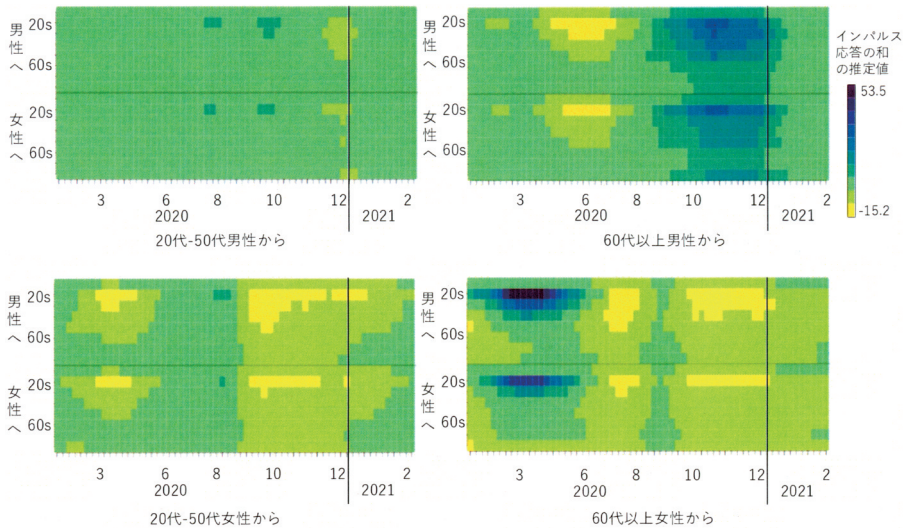 男性へ
20s
60s
女性へ
20s
60s
3 6 10 12 2
2020 2021
20代-50代男性から
男性へ
20s
60s
女性へ
20s
60s
3 6 10 12 2
2020 2021
60代以上男性から
インパルス
応答の和
の推定値
53.5
-15.2
男性へ
20s
60s
女性へ
20s
60s
3 6 10 12 2
2020 2021
20代-50代女性から
男性へ
20s
60s
女性へ
20s
60s
3 6 10 12 2
2020 2021
60代以上女性から